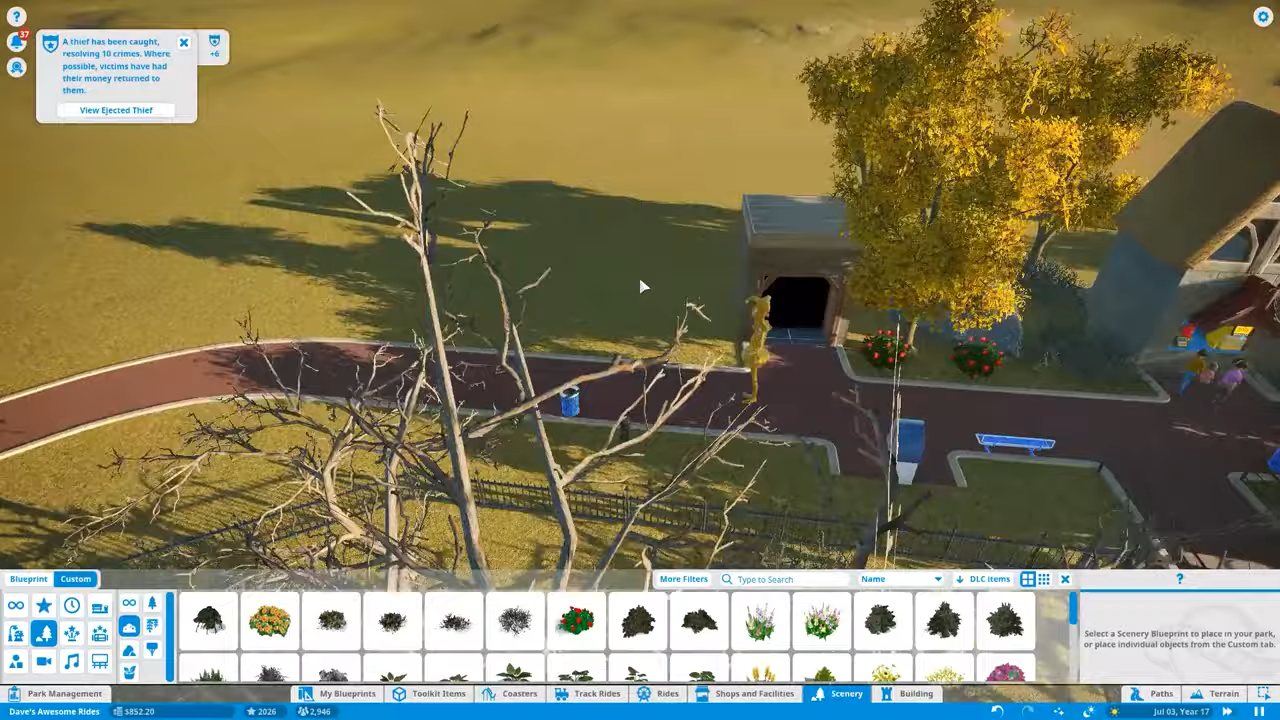 ?
37
A thief has been caught,
resolving 10 crimes. Where
possible, victims have had
their money returned to
them.
+6
View Ejected Thief
Blueprint
Custom
More Filters
Type to Search
Name
DLC items
?
Select a Scenery Blueprint to place in your park,
or place individual objects from the Custom tab.
Park Management
My Blueprints
Toolkit Items
Coasters
Track Rides
Rides
Shops and Facilities
Scenery
Building
Paths
Terrain
Dave's Awesome Rides
$852.20
2026
2,946
Jul 03, Year 17